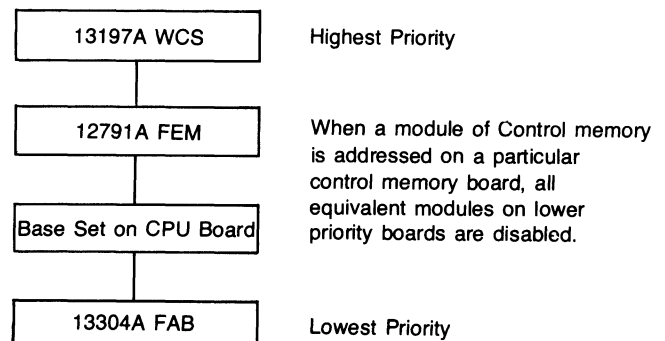 13197A WCS
Highest Priority
12791A FEM
When a module of Control memory
is addressed on a particular
control memory board, all
equivalent modules on lower
priority boards are disabled.
Base Set on CPU Board
13304A FAB
Lowest Priority